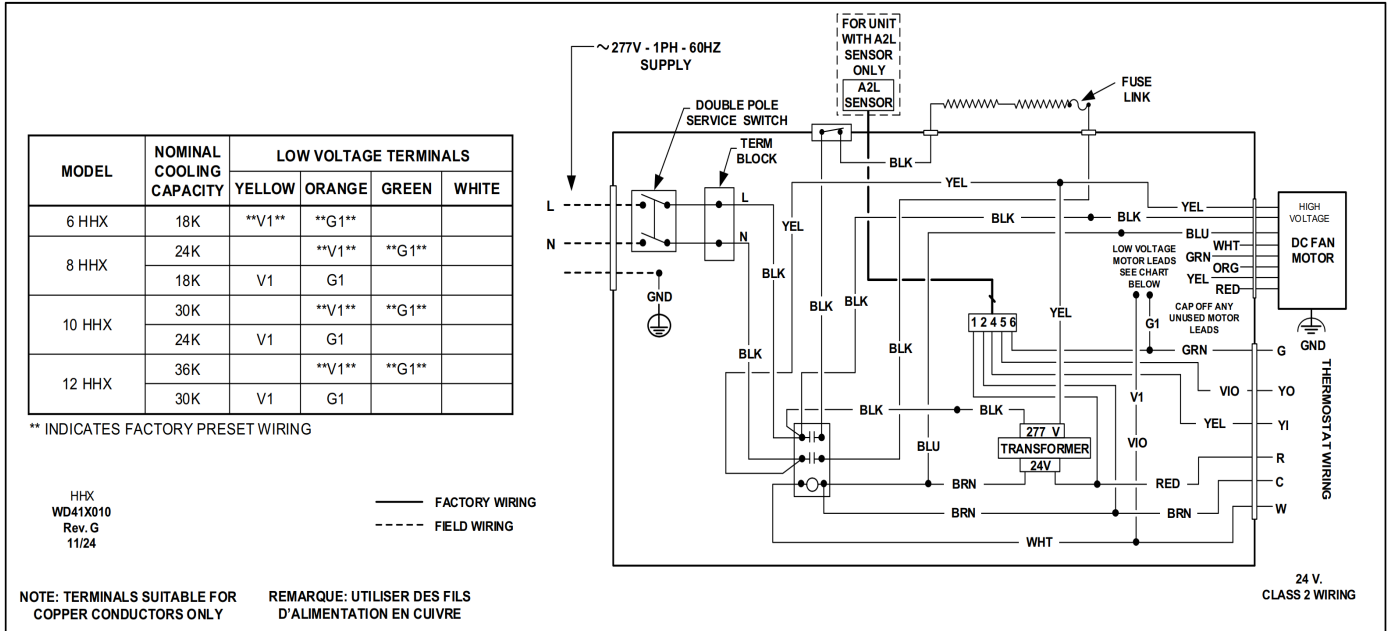 MODEL
NOMINAL
COOLING
CAPACITY
LOW VOLTAGE TERMINALS
YELLOW ORANGE GREEN WHITE
6 HHX 18K **V1** **G1**
8 HHX
24K **V1** **G1**
18K V1 G1
10 HHX
30K **V1** **G1**
24K V1 G1
12 HHX
36K **V1** **G1**
30K V1 G1
** INDICATES FACTORY PRESET WIRING
HHX
WD41X010
Rev. G
11/24
FACTORY WIRING
FIELD WIRING
NOTE: TERMINALS SUITABLE FOR
COPPER CONDUCTORS ONLY
REMARQUE: UTILISER DES FILS
D'ALIMENTATION EN CUIVRE
~ 277V - 1PH - 60HZ
SUPPLY
DOUBLE POLE
SERVICE SWITCH
TERM
BLOCK
FOR UNIT
WITH A2L
SENSOR
ONLY
A2L
SENSOR
FUSE
LINK
L
N
GND
L
N
BLK
BLK
YEL
BLK
BLK
BLK
BLK
YEL
BLK
BLK
YEL
BLU
WHT
GRN
ORG
YEL
RED
HIGH
VOLTAGE
DC FAN
MOTOR
GND
LOW VOLTAGE
MOTOR LEADS
SEE CHART
BELOW
CAP OFF ANY
UNUSED MOTOR
LEADS
G1
YEL
1 2 4 5 6
GRN
G
VIO
YO
YEL
YI
V1
VIO
BLK
BLK
BLU
277 V
TRANSFORMER
24V
BRN
RED
R
BRN
BRN
C
WHT
W
THERMOSTAT WIRING
24 V.
CLASS 2 WIRING